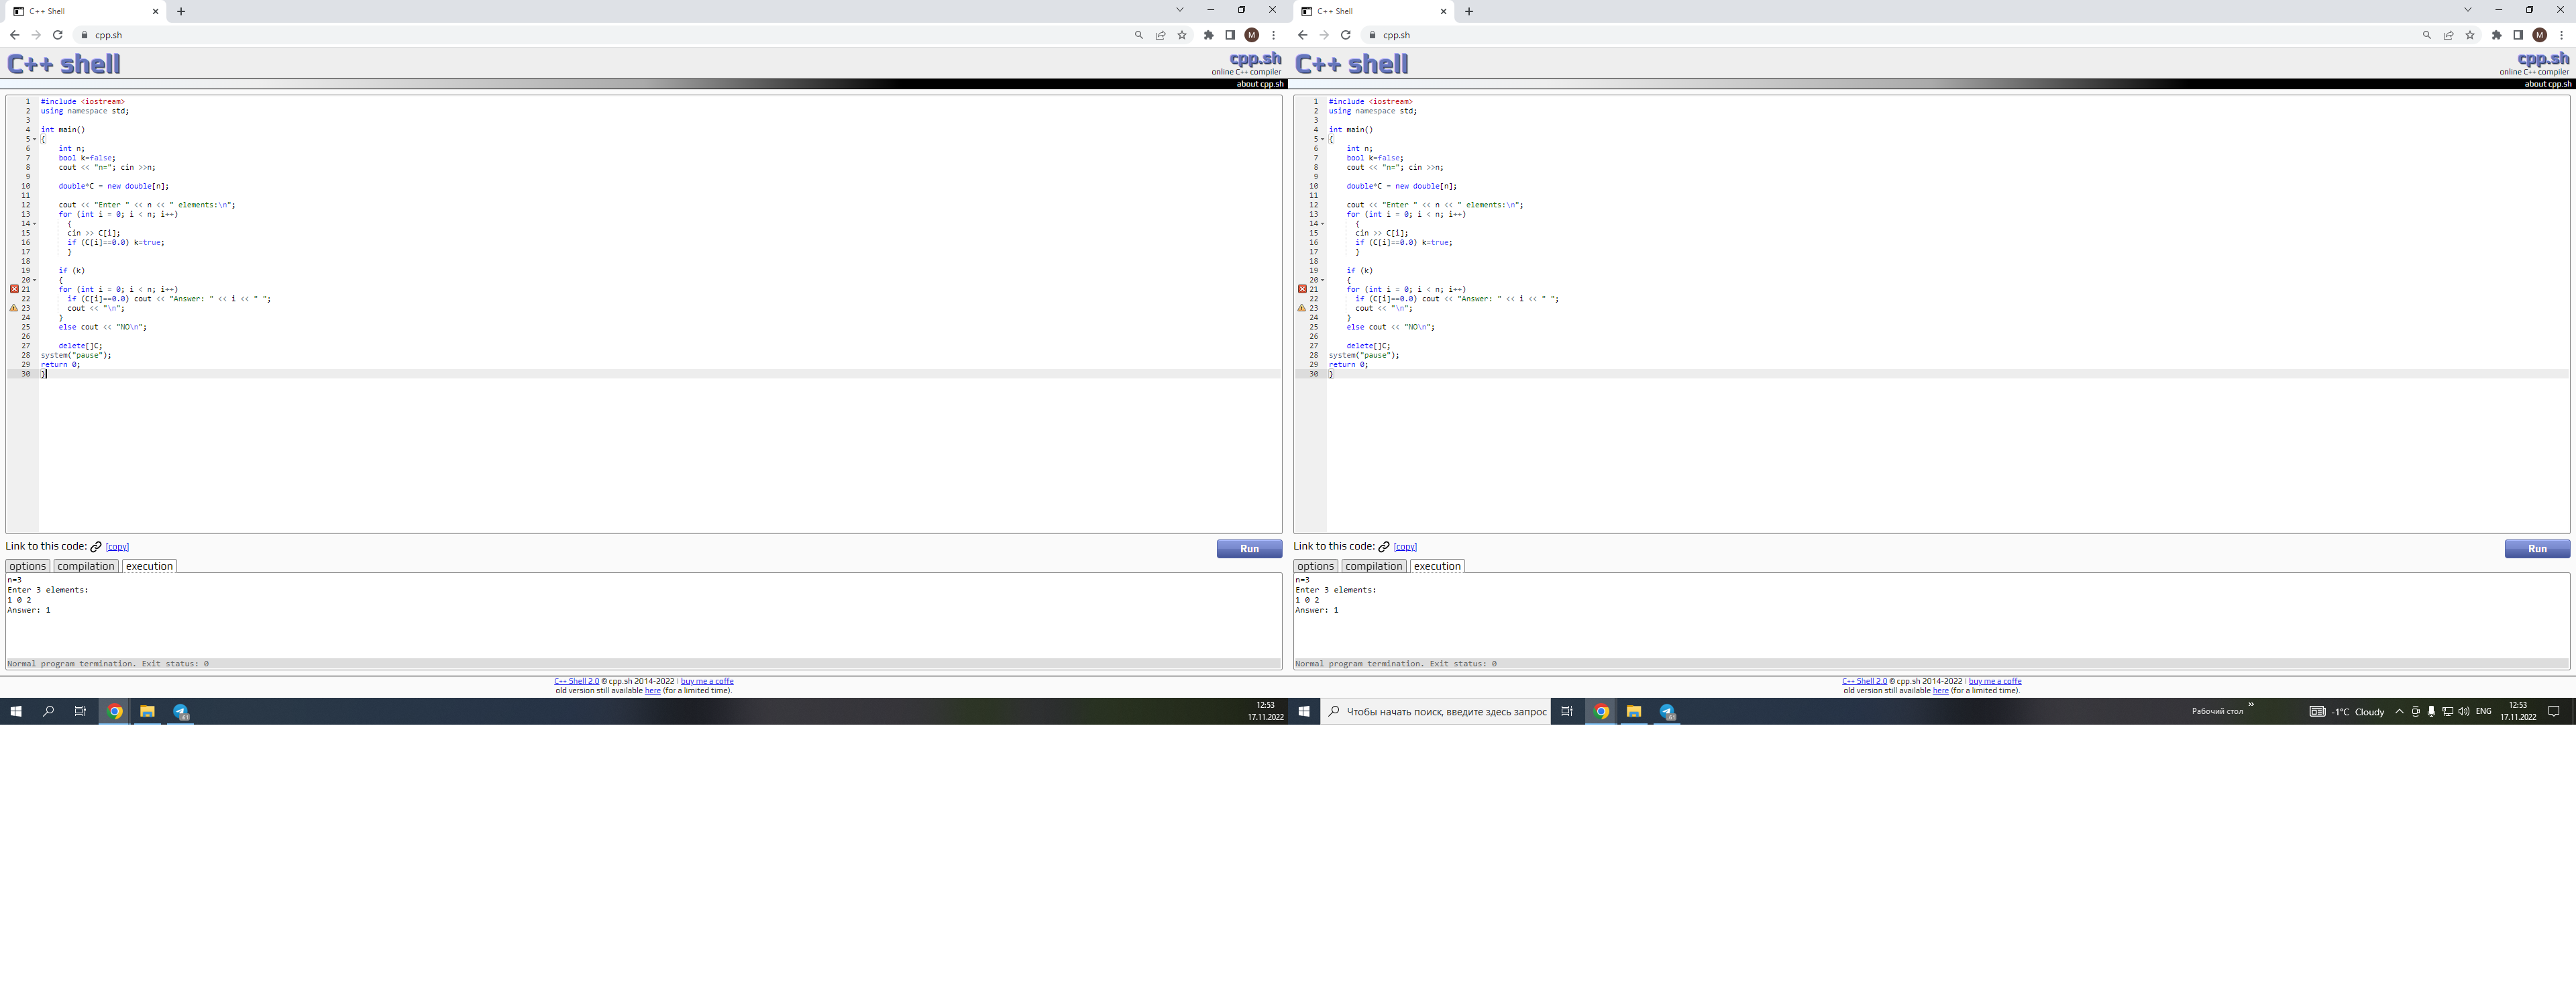 C++ Shell
cpp.sh
M
C++ shell
cpp.sh
online C++ compiler
about cpp.sh
1 #include <iostream>
2 using namespace std;
3
4 int main()
5 {
6 int n;
7 bool k=false;
8 cout << "n="; cin >>n;
9
10 double*C = new double[n];
11
12 cout << "Enter " << n << " elements:\n";
13 for (int i = 0; i < n; i++)
14 {
15 cin >> C[i];
16 if (C[i]==0.0) k=true;
17 }
18
19 if (k)
20 {
21 for (int i = 0; i < n; i++)
22 if (C[i]==0.0) cout << "Answer: " << i << " ";
23 cout << "\n";
24 }
25 else cout << "NO\n";
26
27 delete[]C;
28 system("pause");
29 return 0;
30 }
Link to this code: [copy]
Run
options compilation execution
n=3
Enter 3 elements:
1 0 2
Answer: 1
Normal program termination. Exit status: 0
C++ Shell 2.0 © cpp.sh 2014-2022 | buy me a coffe
old version still available here (for a limited time).
12:53
17.11.2022
C++ Shell
cpp.sh
M
C++ shell
cpp.sh
online C++ compiler
about cpp.sh
1 #include <iostream>
2 using namespace std;
3
4 int main()
5 {
6 int n;
7 bool k=false;
8 cout << "n="; cin >>n;
9
10 double*C = new double[n];
11
12 cout << "Enter " << n << " elements:\n";
13 for (int i = 0; i < n; i++)
14 {
15 cin >> C[i];
16 if (C[i]==0.0) k=true;
17 }
18
19 if (k)
20 {
21 for (int i = 0; i < n; i++)
22 if (C[i]==0.0) cout << "Answer: " << i << " ";
23 cout << "\n";
24 }
25 else cout << "NO\n";
26
27 delete[]C;
28 system("pause");
29 return 0;
30 }
Link to this code: [copy]
Run
options compilation execution
n=3
Enter 3 elements:
1 0 2
Answer: 1
Normal program termination. Exit status: 0
C++ Shell 2.0 © cpp.sh 2014-2022 | buy me a coffe
old version still available here (for a limited time).
Чтобы начать поиск, введите здесь запрос
Рабочий стол
-1°C Cloudy
ENG
12:53
17.11.2022